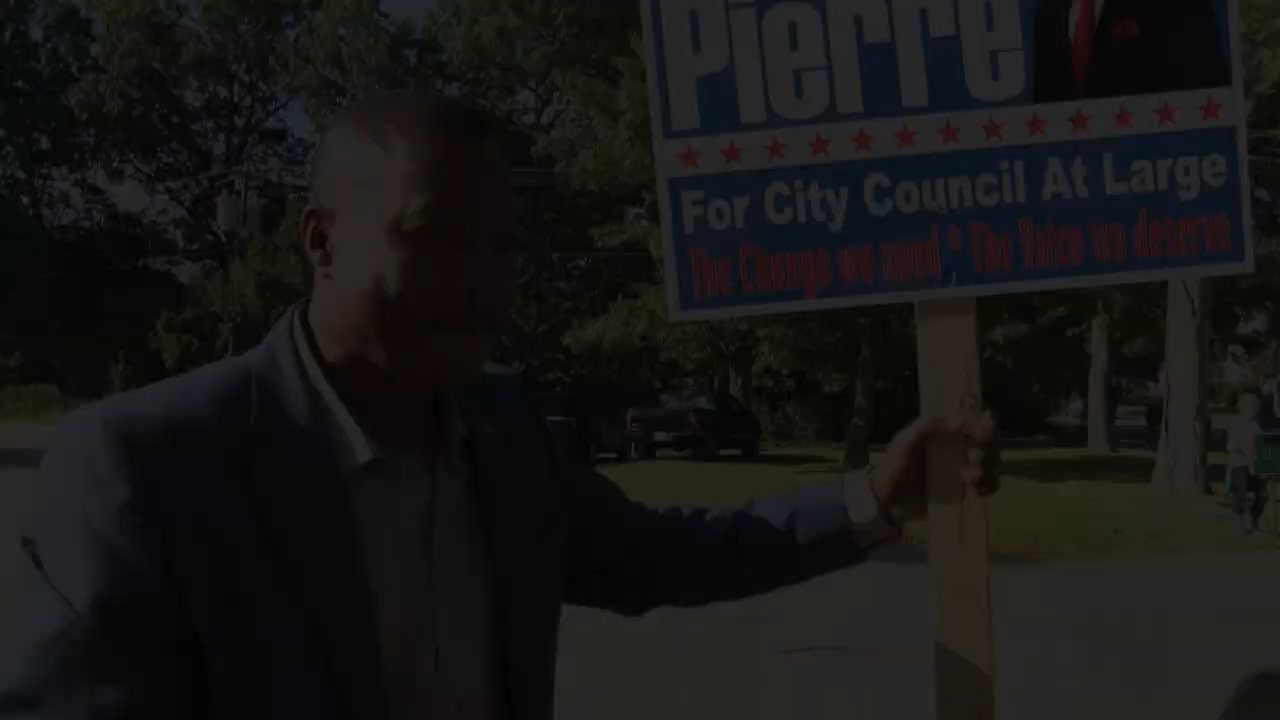 Pierre
For City Council At Large
The Change we need * The Voice we deserve